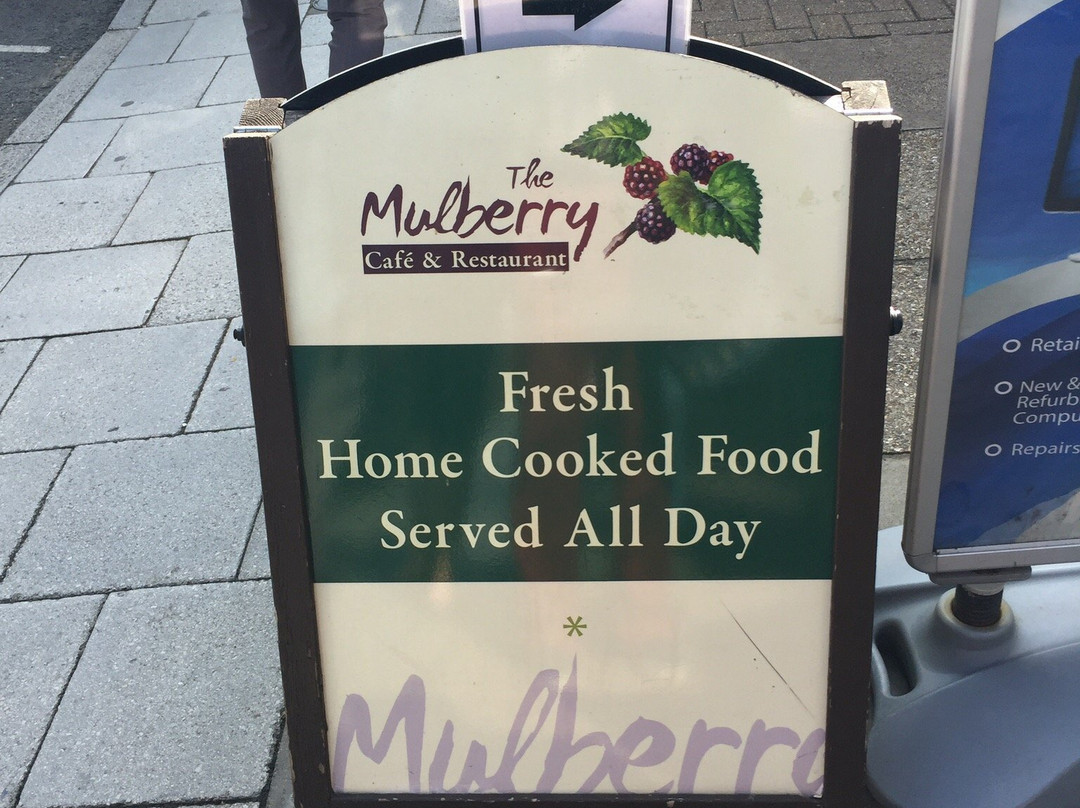 The
Mulberry
Café & Restaurant
Fresh
Home Cooked Food
Served All Day
*
Mulberry
Retai
New &
Refurb
Compu
Repairs